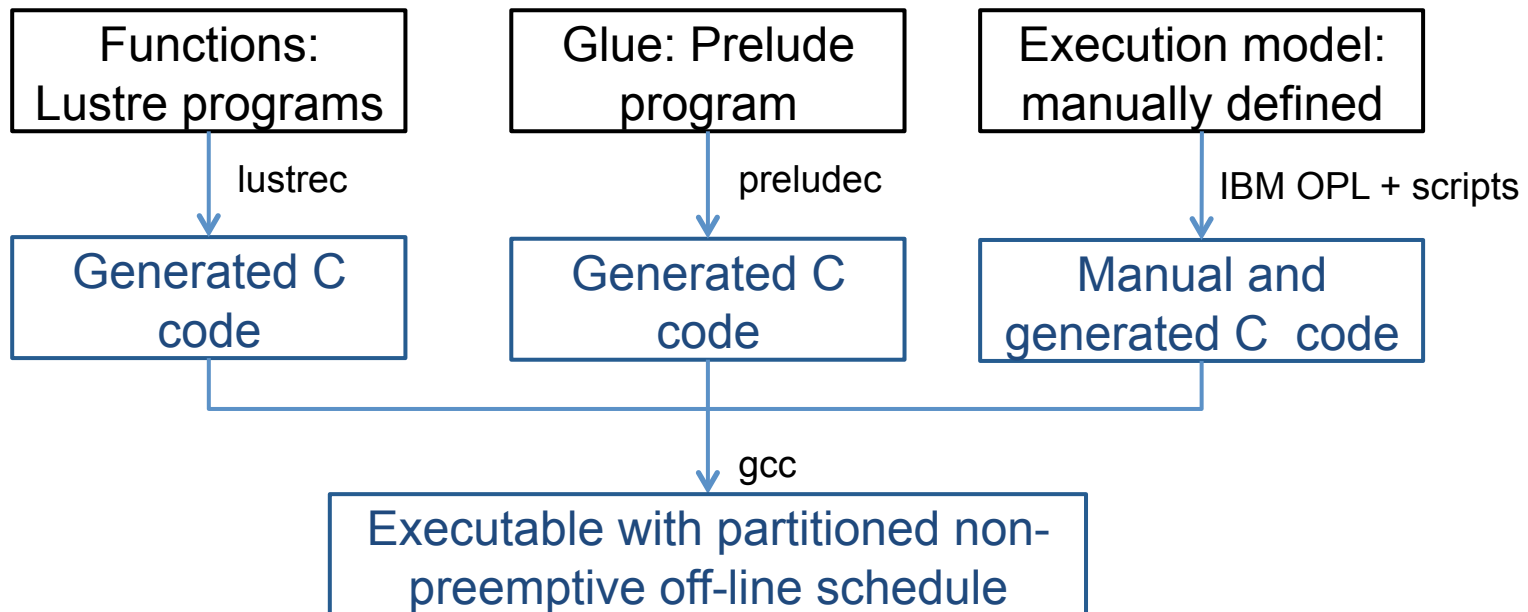 Functions:
Lustre programs
Glue: Prelude
program
Execution model:
manually defined
lustrec
preludec
IBM OPL + scripts
Generated C
code
Generated C
code
Manual and
generated C code
gcc
Executable with partitioned non-
preemptive off-line schedule